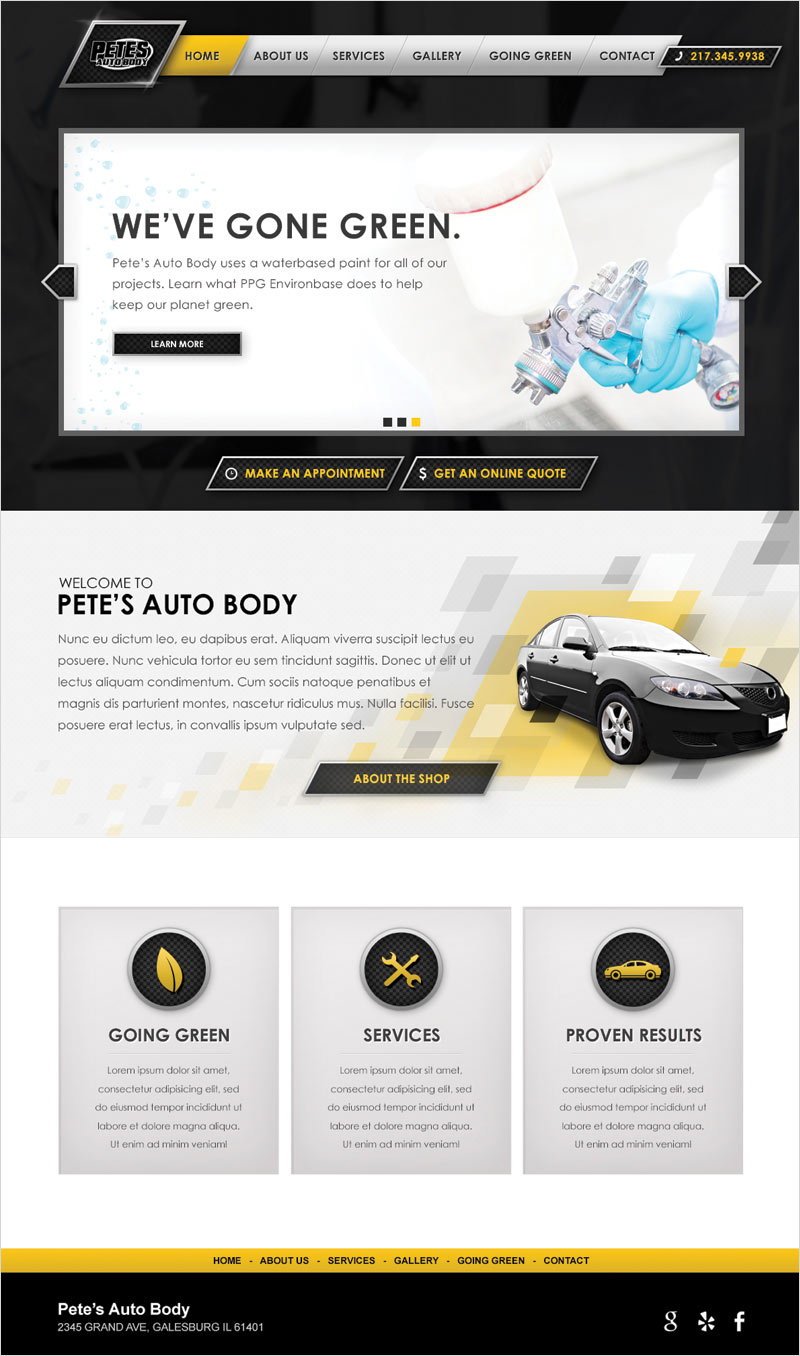 PETES
AUTO BODY
HOME
ABOUT US
SERVICES
GALLERY
GOING GREEN
CONTACT
217.345.9938
WE'VE GONE GREEN.
Pete's Auto Body uses a waterbased paint for all of our
projects. Learn what PPG Environbase does to help
keep our planet green.
LEARN MORE
MAKE AN APPOINTMENT
$ GET AN ONLINE QUOTE
WELCOME TO
PETE'S AUTO BODY
Nunc eu dictum leo, eu dapibus erat. Aliquam viverra suscipit lectus eu
posuere. Nunc vehicula tortor eu sem tincidunt sagittis. Donec ut elit ut
lectus aliquam condimentum. Cum sociis natoque penatibus et
magnis dis parturient montes, nascetur ridiculus mus. Nulla facilisi. Fusce
posuere erat lectus, in convallis ipsum vulputate sed.
ABOUT THE SHOP
GOING GREEN
Lorem ipsum dolor sit amet,
consectetur adipisicing elit, sed
do eiusmod tempor incididunt ut
labore et dolore magna aliqua.
Ut enim ad minim veniam!
SERVICES
Lorem ipsum dolor sit amet,
consectetur adipisicing elit, sed
do eiusmod tempor incididunt ut
labore et dolore magna aliqua.
Ut enim ad minim veniam!
PROVEN RESULTS
Lorem ipsum dolor sit amet,
consectetur adipisicing elit, sed
do eiusmod tempor incididunt ut
labore et dolore magna aliqua.
Ut enim ad minim veniam!
HOME - ABOUT US - SERVICES - GALLERY - GOING GREEN - CONTACT
Pete's Auto Body
2345 GRAND AVE, GALESBURG IL 61401